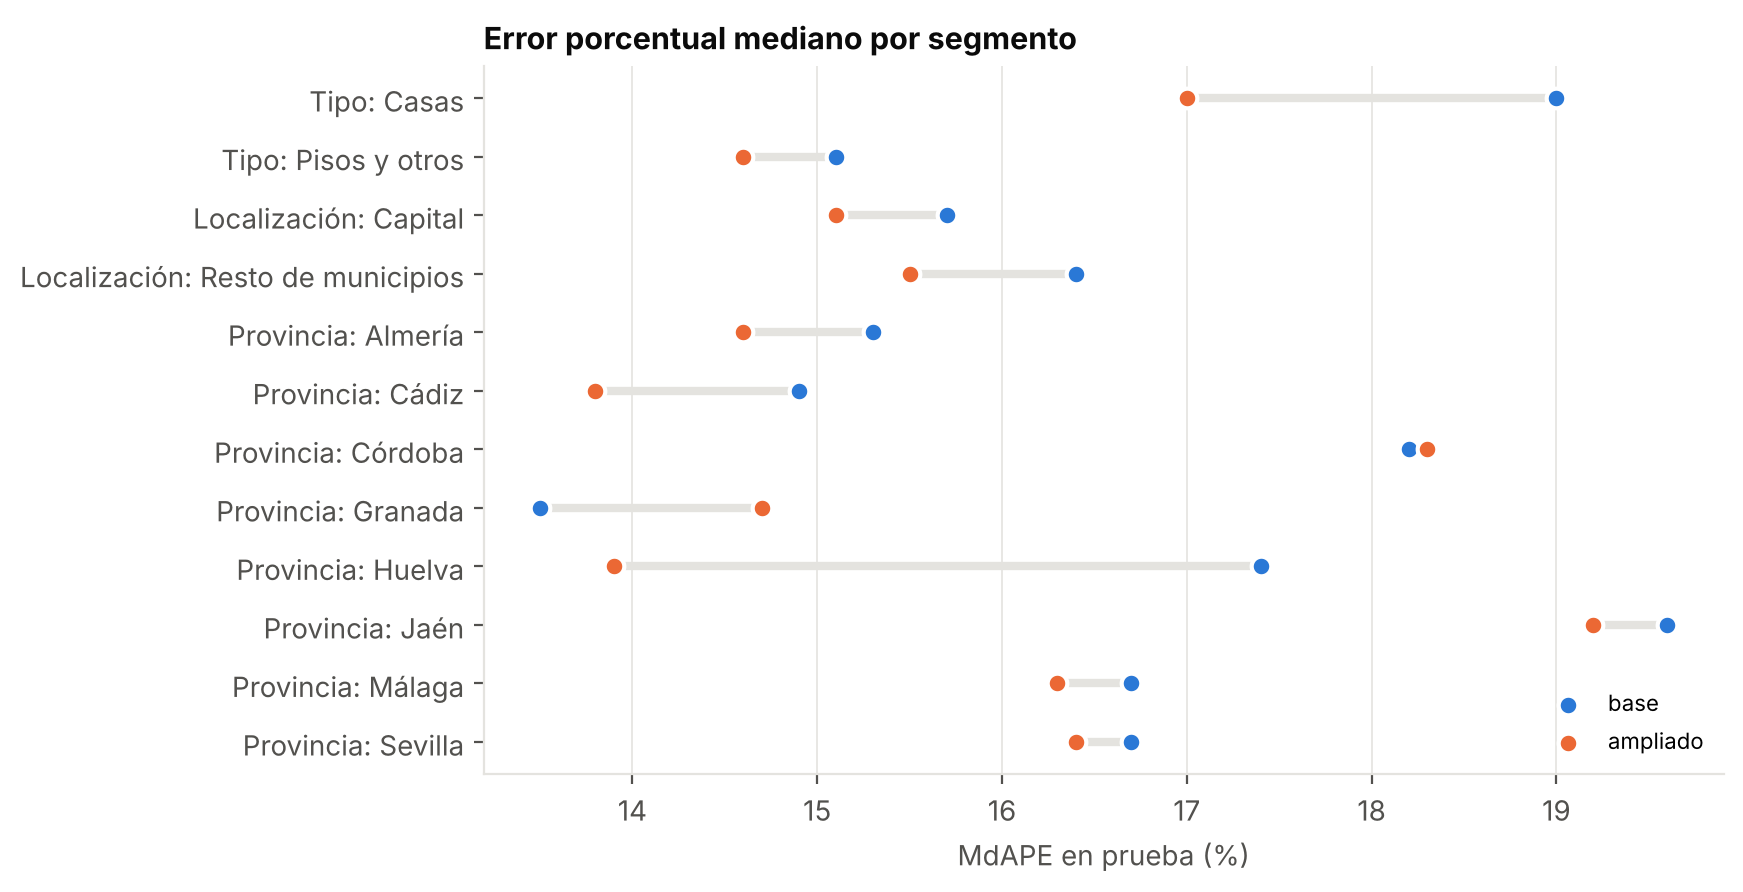 Error porcentual mediano por segmento
Tipo: Casas
Tipo: Pisos y otros
Localización: Capital
Localización: Resto de municipios
Provincia: Almería
Provincia: Cádiz
Provincia: Córdoba
Provincia: Granada
Provincia: Huelva
Provincia: Jaén
Provincia: Málaga
Provincia: Sevilla
base
ampliado
14 15 16 17 18 19
MdAPE en prueba (%)